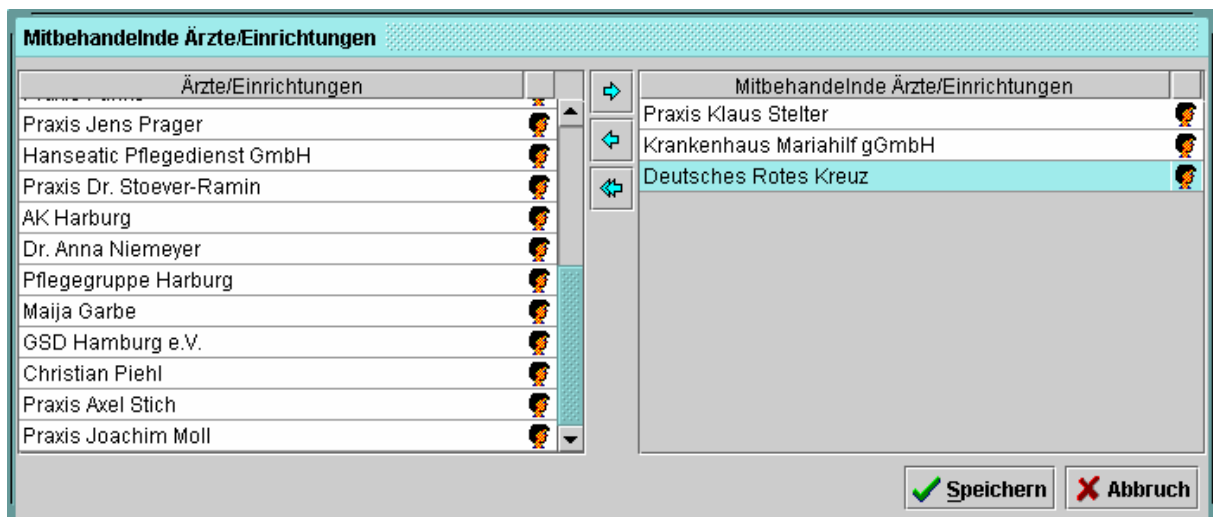 Mitbehandelnde Ärzte/Einrichtungen
Ärzte/Einrichtungen
Praxis Jens Prager
Hanseatic Pflegedienst GmbH
Praxis Dr. Stoever-Ramin
AK Harburg
Dr. Anna Niemeyer
Pflegegruppe Harburg
Maija Garbe
GSD Hamburg e.V.
Christian Piehl
Praxis Axel Stich
Praxis Joachim Moll
Mitbehandelnde Ärzte/Einrichtungen
Praxis Klaus Stelter
Krankenhaus Mariahilf gGmbH
Deutsches Rotes Kreuz
Speichern
Abbruch